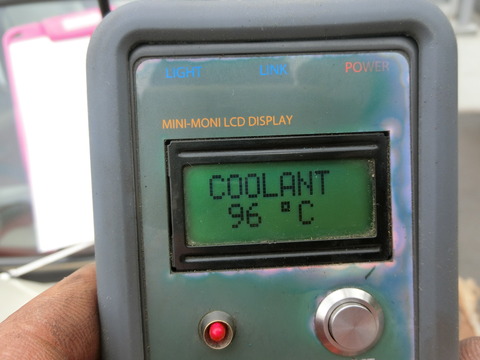 LIGHT LINK POWER
MINI-MONI LCD DISPLAY
COOLANT
96 °C